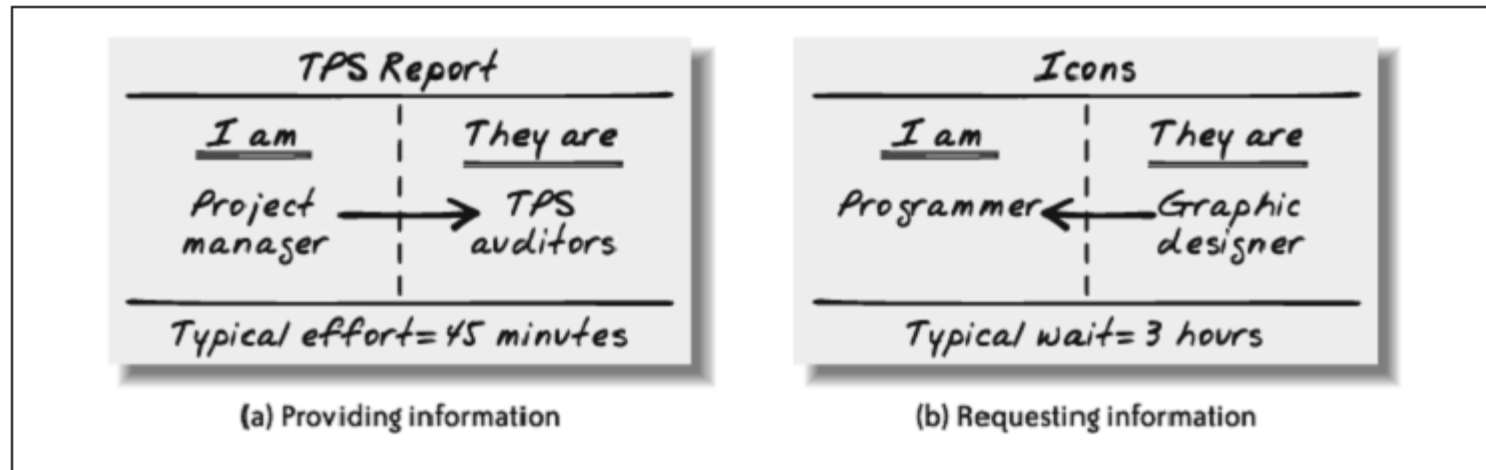 TPS Report
I am
They are
Project
manager
TPS
auditors
Typical effort = 45 minutes
(a) Providing information
Icons
I am
They are
Programmer
Graphic
designer
Typical wait = 3 hours
(b) Requesting information